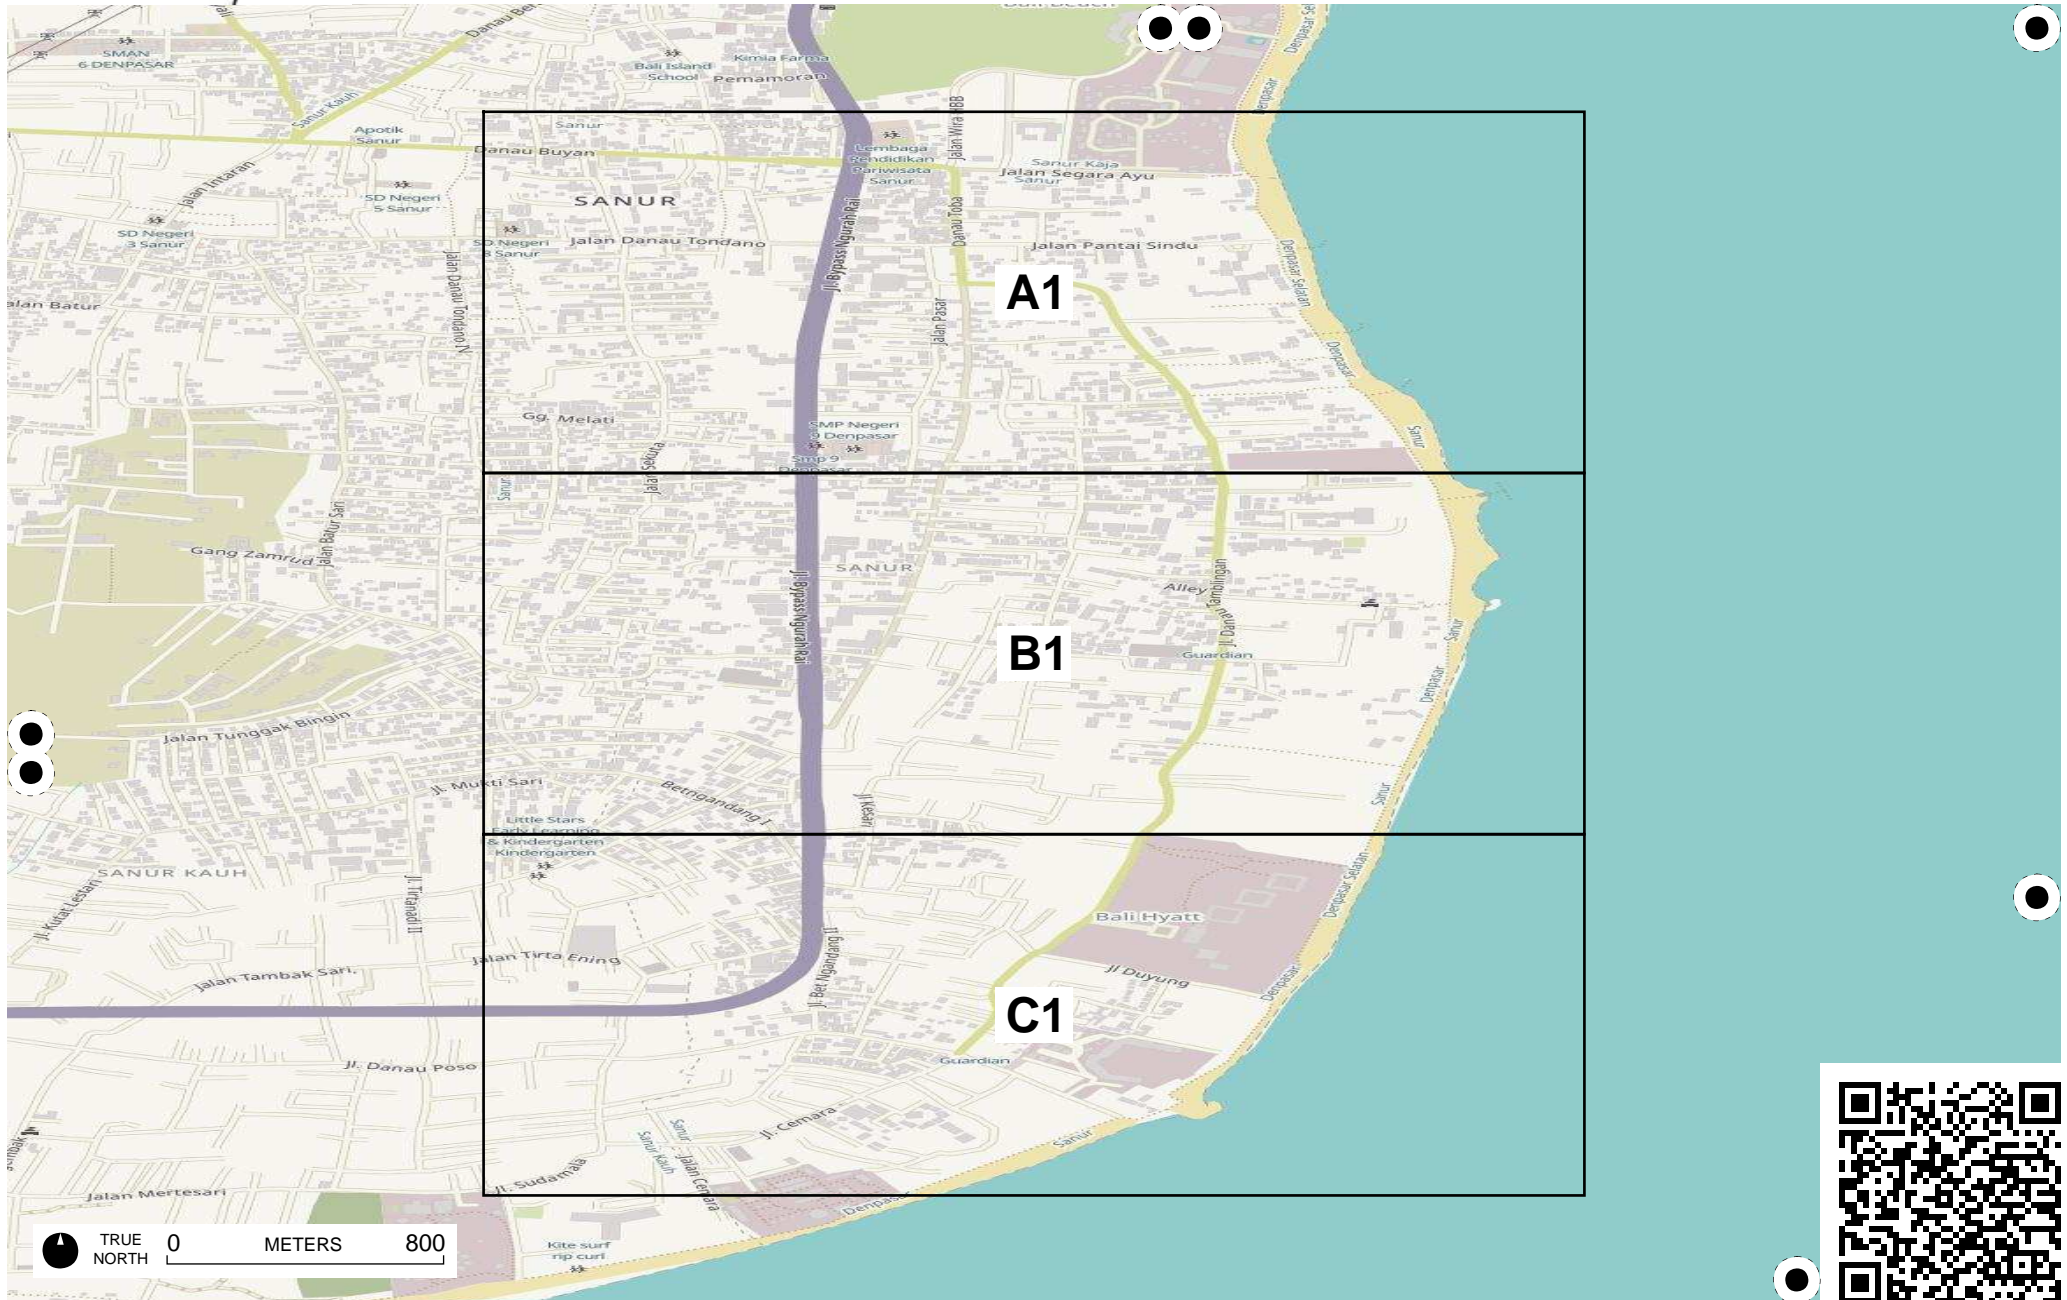 SMAN
6 DENPASAR
Bali Island
School
Kimia Farma
Pemamoran
Denpasar
Sanur Kauh
Apotik
Sanur
Sanur
Danau Buyan
Lembaga
Pendidikan
Pariwisata
Sanur
Jalan Wira HBB
Sanur Kaja
Jalan Segara Ayu
Sanur
Jalan Intaran
SD Negeri
5 Sanur
SANUR
SD Negeri
3 Sanur
SD Negeri
8 Sanur
Jalan Danau Tondano
Jl. Bypass Ngurah Rai
Danau Toba
Jalan Pantai Sindu
Denpasar Selatan
Jalan Danau Tondano IV
alan Batur
A1
Jalan Pasar
Denpasar
Gg. Melati
SMP Negeri
9 Denpasar
Smp 9
Denpasar
Sanur
Jalan Sekuta
Sanur
Jalan Batur Sari
Gang Zamrud
SANUR
Jl. Bypass Ngurah Rai
Alley
Tamblingan
Jl. Dana
Guardian
Sanur
B1
Denpasar
Jalan Tunggak Bingin
Jl. Mukti Sari
Betngandang I
Jl Kesari
Sanur
Little Stars
Early Learning
& Kindergarten
Kindergarten
SANUR KAUH
Jl. Kutat Lestari
Jl. Tirtanadi II
Bali Hyatt
Denpasar Selatan
Jalan Tirta Ening
Jalan Tambak Sari,
Jl. Bet Ngandang
Jl Duyung
Denpasar
C1
Guardian
Jl. Danau Poso
Jl. Cemara
Sanur
Sanur
Sanur Kauh
Jalan Cemara
Jl. Sudamala
Jalan Mertesari
Denpasar
Kite surf
rip curl
TRUE
NORTH
0 METERS 800